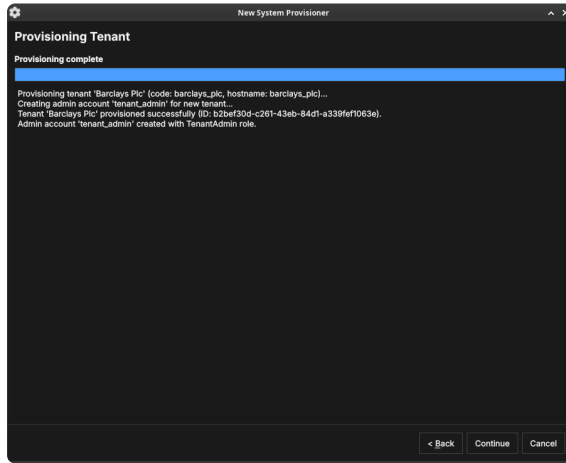 New System Provisioner
Provisioning Tenant
Provisioning complete
Provisioning tenant 'Barclays Plc' (code: barclays_plc, hostname: barclays_plc)...
Creating admin account 'tenant_admin' for new tenant...
Tenant 'Barclays Plc' provisioned successfully (ID: b2bef30d-c261-43eb-84d1-a339fef1063e).
Admin account 'tenant_admin' created with TenantAdmin role.
< Back Continue Cancel